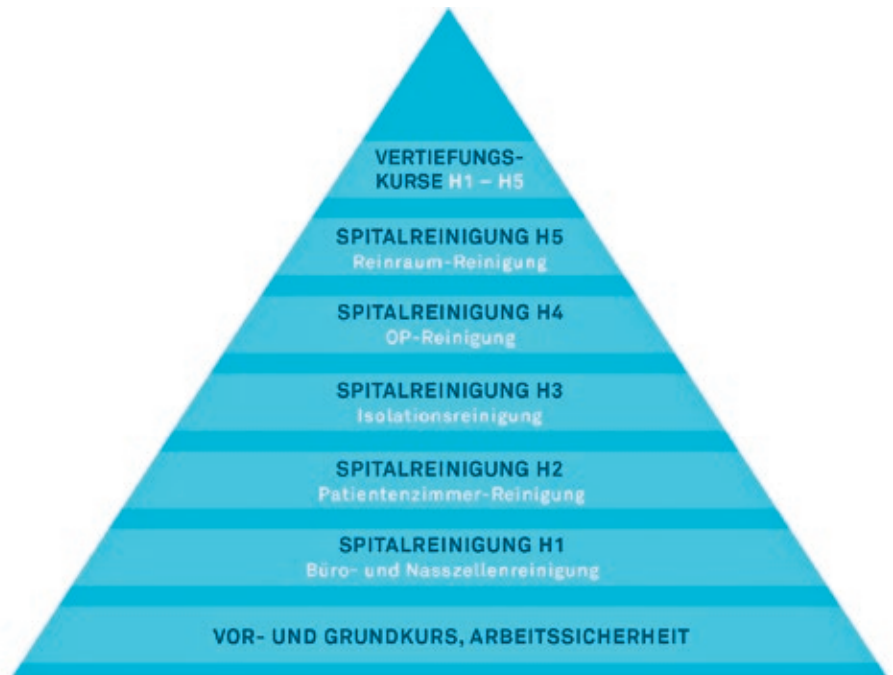 VERTIEFUNGS-
KURSE H1 – H5
SPITALREINIGUNG H5
Reinraum-Reinigung
SPITALREINIGUNG H4
OP-Reinigung
SPITALREINIGUNG H3
Isolationsreinigung
SPITALREINIGUNG H2
Patientenzimmer-Reinigung
SPITALREINIGUNG H1
Büro- und Nasszellenreinigung
VOR- UND GRUNDKURS, ARBEITSSICHERHEIT